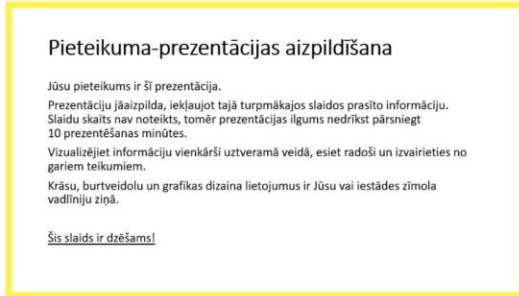 Pieteikuma-prezentācijas aizpildīšana
Jūsu pieteikums ir šī prezentācija.
Prezentāciju jāaizpilda, iekļaujot tajā turpmākajos slaidos prasīto informāciju.
Slaidu skaits nav noteikts, tomēr prezentācijas ilgums nedrīkst pārsniegt
10 prezentēšanas minūtes.
Vizualizējiet informāciju vienkārši uztveramā veidā, esiet radoši un izvairieties no
gariem teikumiem.
Krāsu, burtveidolu un grafikas dizaina lietojumus ir Jūsu vai iestādes zīmola
vadlīniju ziņā.
Šis slaids ir dzēšams!